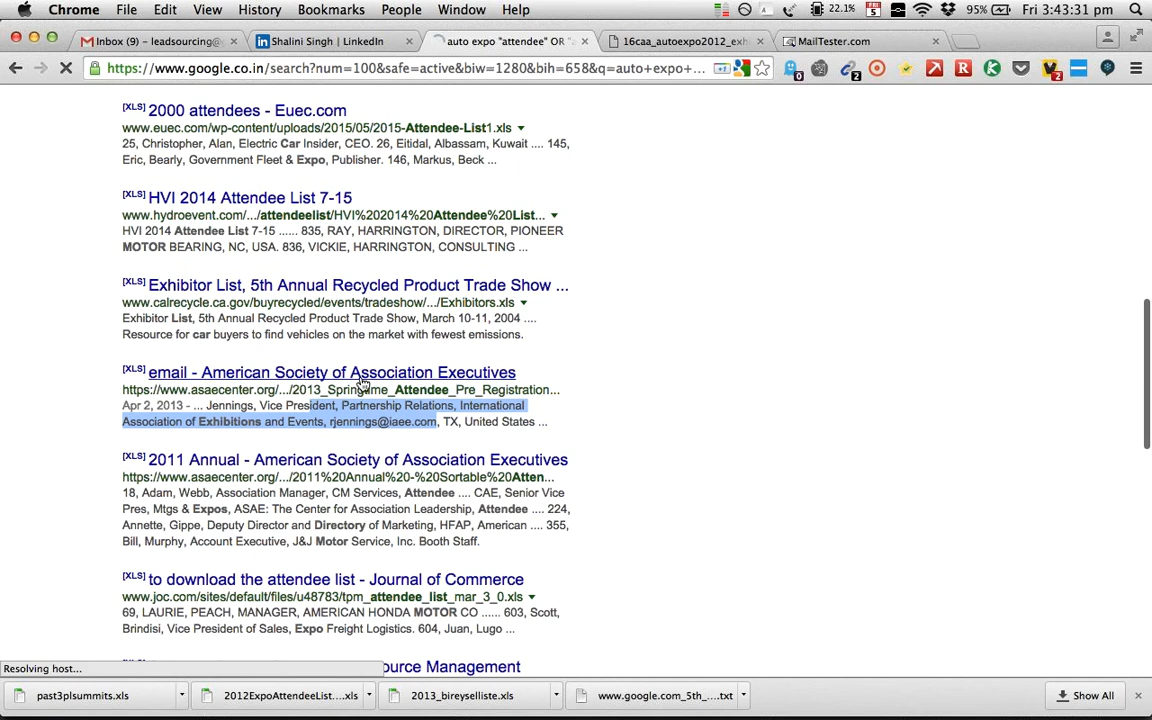 Chrome File Edit View History Bookmarks People Window Help 22.1% 95% Fri 3:43:31 pm
Inbox (9) – leadsourcing@ Shalini Singh | LinkedIn auto expo "attendee" OR " 16caa_autoexpo2012_exh MailTester.com
https://www.google.co.in/search?num=100&safe=active&biw=1280&bih=658&q=auto+expo+...
[XLS] 2000 attendees - Euec.com
www.euec.com/wp-content/uploads/2015/05/2015-Attendee-List1.xls
25, Christopher, Alan, Electric Car Insider, CEO. 26, Eitidal, Albassam, Kuwait .... 145,
Eric, Bearly, Government Fleet & Expo, Publisher. 146, Markus, Beck ...
[XLS] HVI 2014 Attendee List 7-15
www.hydroevent.com/.../attendeelist/HVI%202014%20Attendee%20List...
HVI 2014 Attendee List 7-15 ...... 835, RAY, HARRINGTON, DIRECTOR, PIONEER
MOTOR BEARING, NC, USA. 836, VICKIE, HARRINGTON, CONSULTING ...
[XLS] Exhibitor List, 5th Annual Recycled Product Trade Show ...
www.calrecycle.ca.gov/buyrecycled/events/tradeshow/.../Exhibitors.xls
Exhibitor List, 5th Annual Recycled Product Trade Show, March 10-11, 2004 ....
Resource for car buyers to find vehicles on the market with fewest emissions.
[XLS] email - American Society of Association Executives
https://www.asaecenter.org/.../2013_Springtime_Attendee_Pre_Registration...
Apr 2, 2013 - ... Jennings, Vice President, Partnership Relations, International
Association of Exhibitions and Events, rjennings@iaee.com, TX, United States ...
[XLS] 2011 Annual - American Society of Association Executives
https://www.asaecenter.org/.../2011%20Annual%20-%20Sortable%20Atten...
18, Adam, Webb, Association Manager, CM Services, Attendee .... CAE, Senior Vice
Pres, Mtgs & Expos, ASAE: The Center for Association Leadership, Attendee .... 224,
Annette, Gippe, Deputy Director and Directory of Marketing, HFAP, American .... 355,
Bill, Murphy, Account Executive, J&J Motor Service, Inc. Booth Staff.
[XLS] to download the attendee list - Journal of Commerce
www.joc.com/sites/default/files/u48783/tpm_attendee_list_mar_3_0.xls
69, LAURIE, PEACH, MANAGER, AMERICAN HONDA MOTOR CO ...... 603, Scott,
Brindisi, Vice President of Sales, Expo Freight Logistics. 604, Juan, Lugo ...
ource Management
Resolving host...
past3plsummits.xls 2012ExpoAttendeeList....xls 2013_bireyselliste.xls www.google.com_5th_....txt Show All